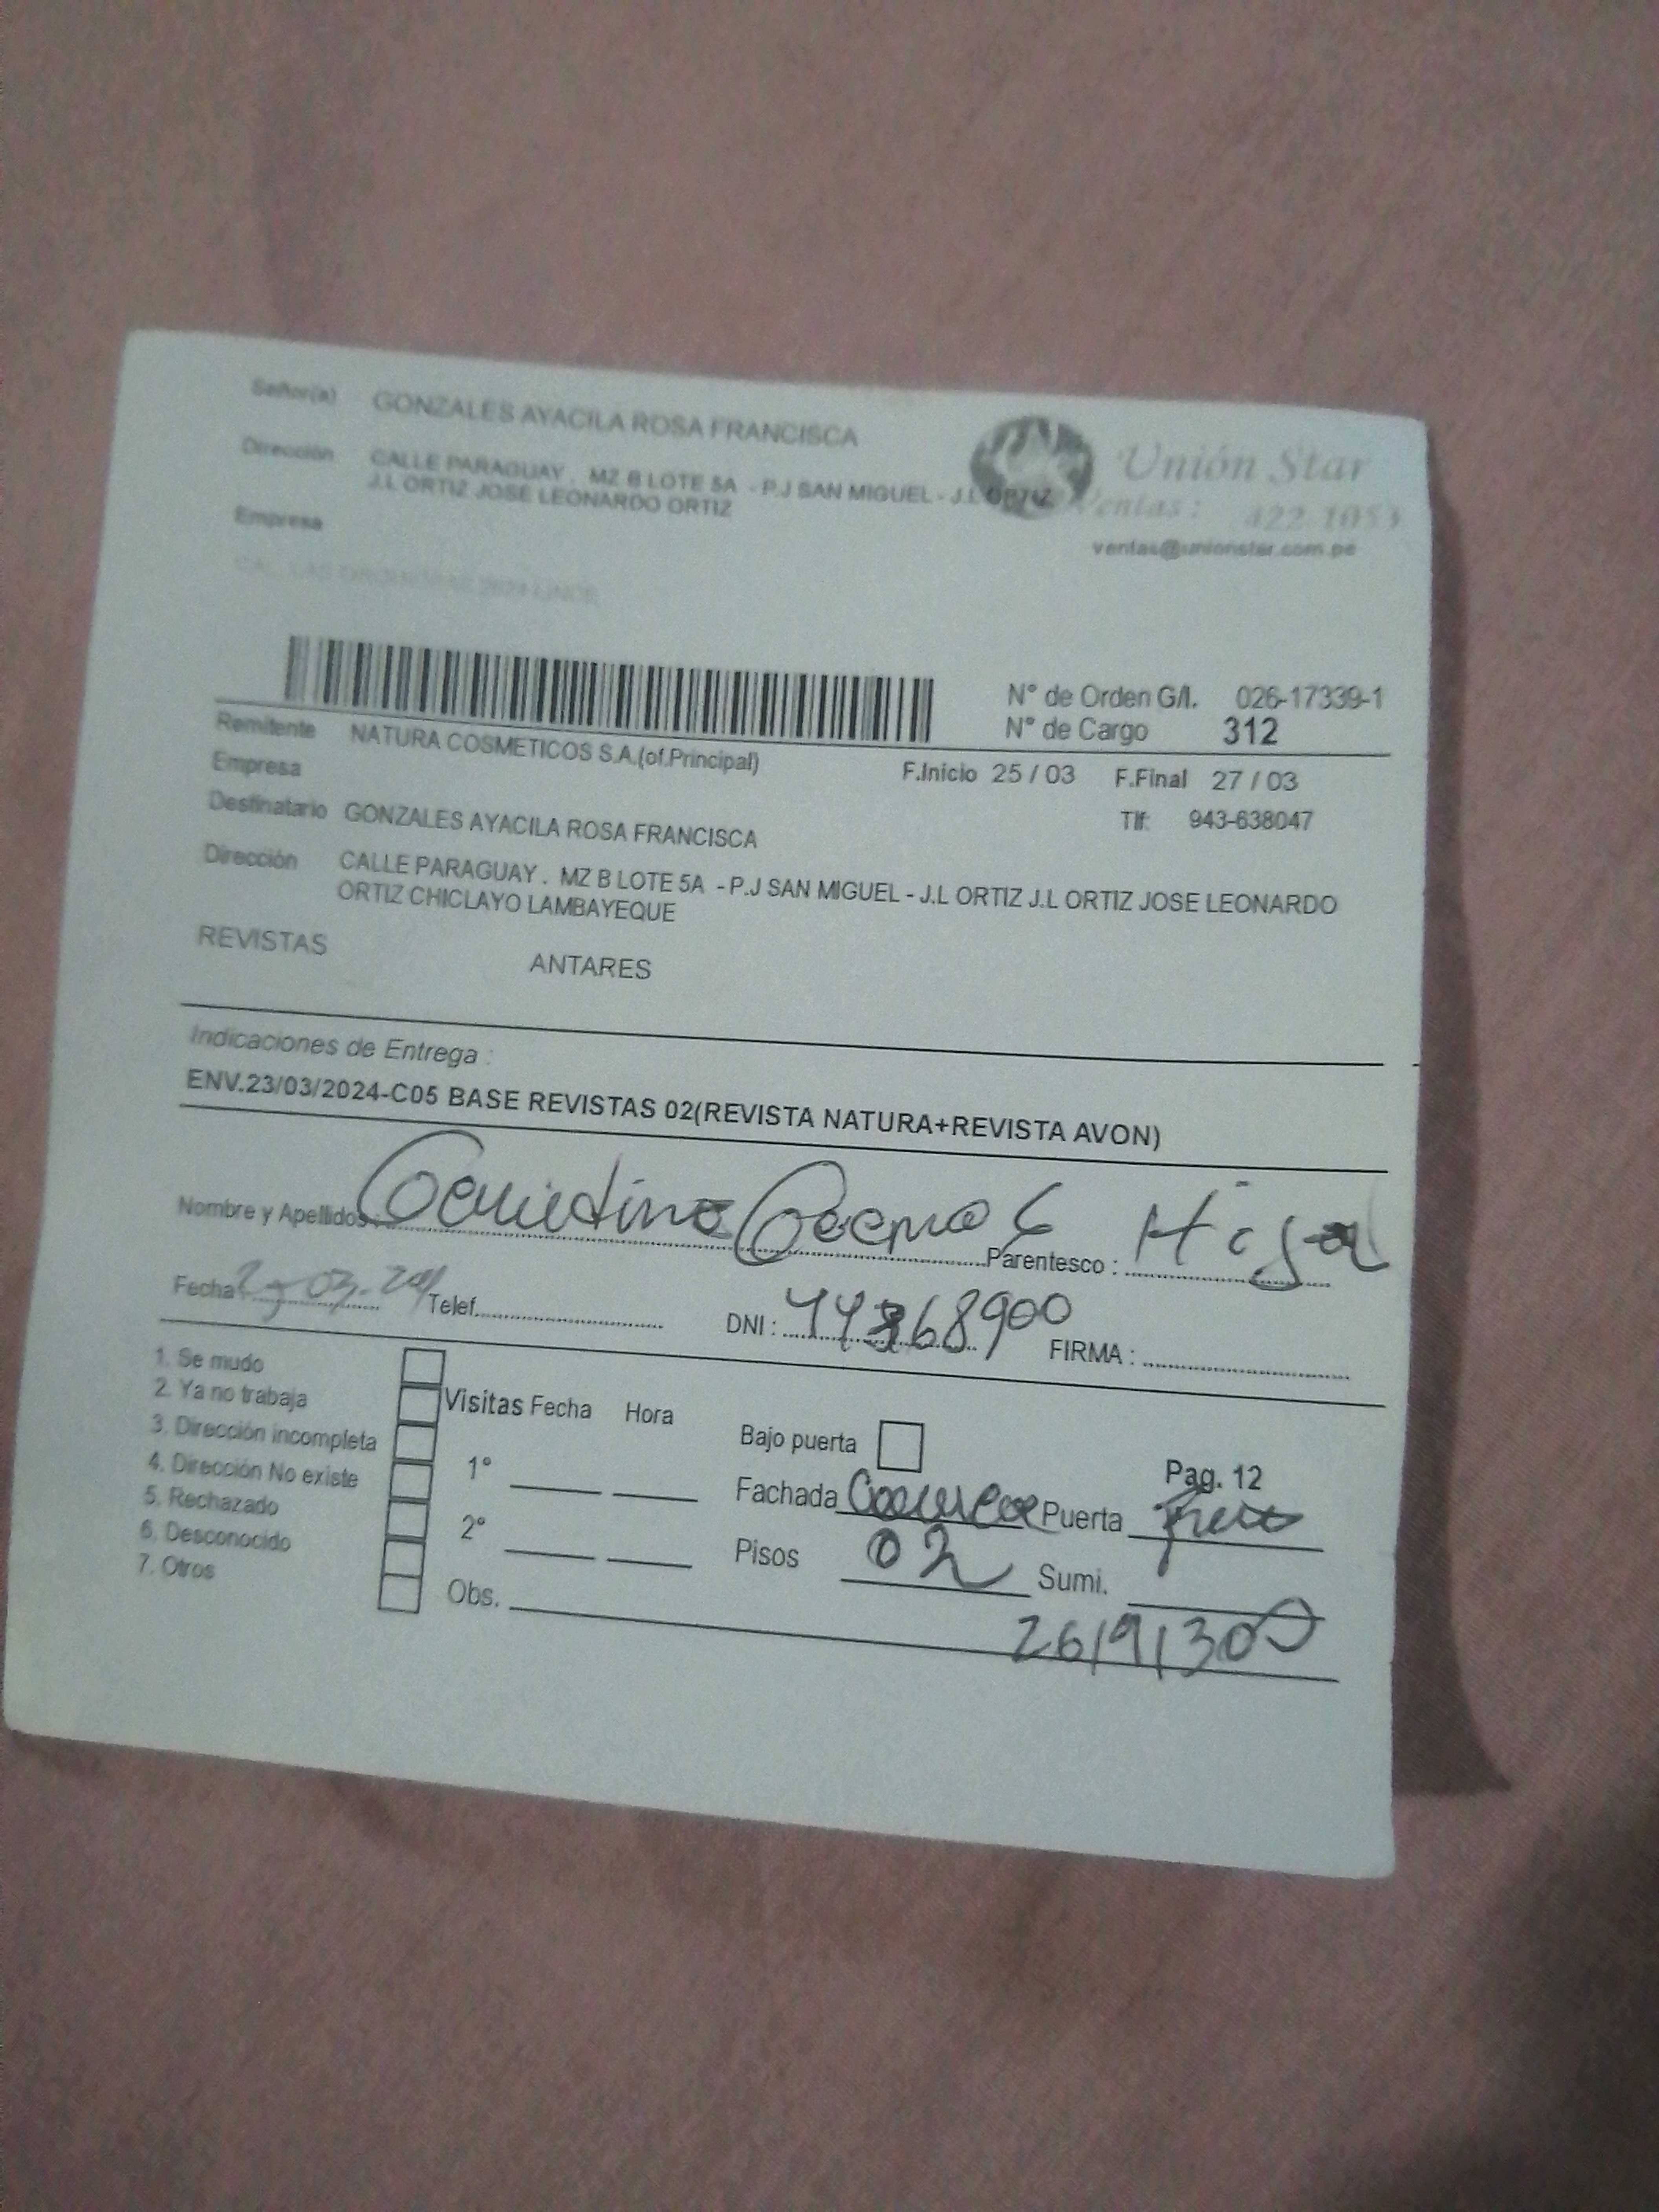 Señor(a) GONZALES AYACILA ROSA FRANCISCA
Dirección CALLE PARAGUAY . MZ B LOTE 5A - P.J SAN MIGUEL - J.L ORTIZ
J.L ORTIZ JOSE LEONARDO ORTIZ
Unión Star
Ventas: 422 1053
ventas@unionstar.com.pe
Empresa
N° de Orden G/I. 026-17339-1
N° de Cargo 312
Remitente NATURA COSMETICOS S.A.(of.Principal)
Empresa F.Inicio 25 / 03 F.Final 27 / 03
Destinatario GONZALES AYACILA ROSA FRANCISCA Tlf: 943-638047
Dirección CALLE PARAGUAY . MZ B LOTE 5A - P.J SAN MIGUEL - J.L ORTIZ J.L ORTIZ JOSE LEONARDO
ORTIZ CHICLAYO LAMBAYEQUE
REVISTAS ANTARES
Indicaciones de Entrega :
ENV.23/03/2024-C05 BASE REVISTAS 02(REVISTA NATURA+REVISTA AVON)
Nombre y Apellidos : Parentesco : Hija
Fecha Telef. DNI : 44368900 FIRMA :
1. Se mudo
2. Ya no trabaja Visitas Fecha Hora
3. Dirección incompleta Bajo puerta
4. Dirección No existe 1° Pag. 12
5. Rechazado Fachada Puerta
6. Desconocido 2° Pisos 02 Sumi.
7. Otros Obs.